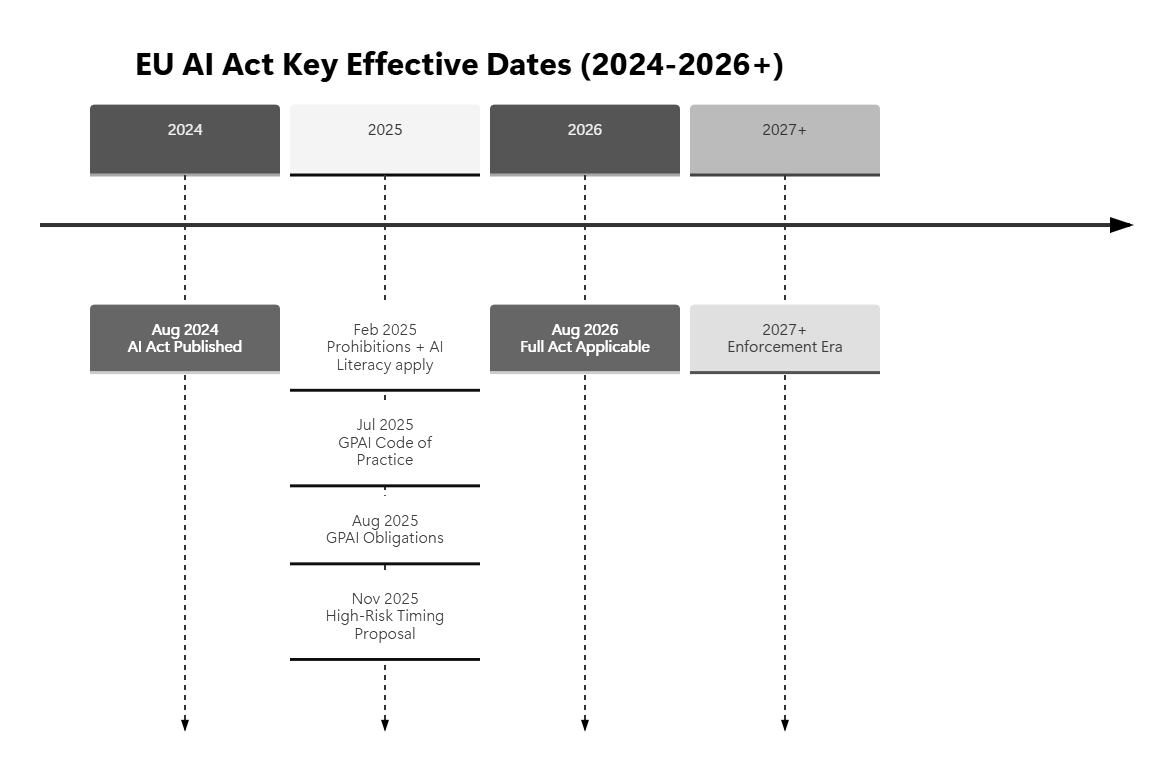 EU AI Act Key Effective Dates (2024-2026+)
2024
2025
2026
2027+
Aug 2024
AI Act Published
Feb 2025
Prohibitions + AI
Literacy apply
Jul 2025
GPAI Code of
Practice
Aug 2025
GPAI Obligations
Nov 2025
High-Risk Timing
Proposal
Aug 2026
Full Act Applicable
2027+
Enforcement Era